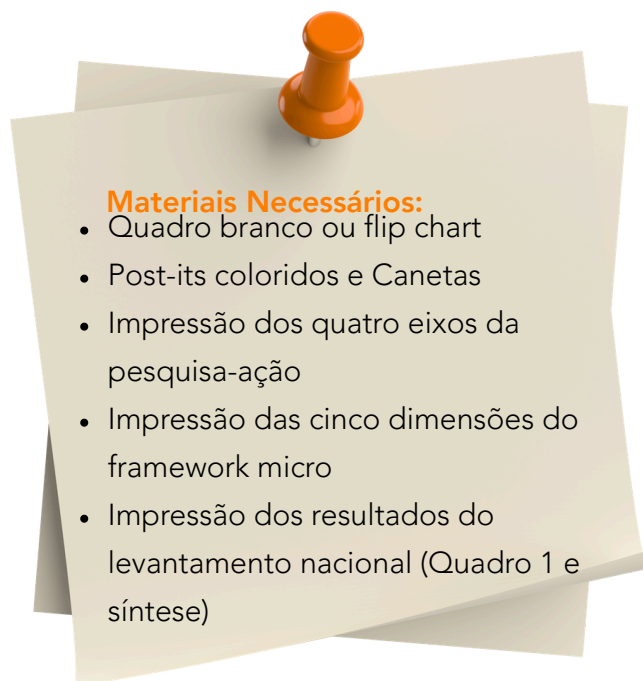 Materiais Necessários:
• Quadro branco ou flip chart
• Post-its coloridos e Canetas
• Impressão dos quatro eixos da
pesquisa-ação
• Impressão das cinco dimensões do
framework micro
• Impressão dos resultados do
levantamento nacional (Quadro 1 e
síntese)